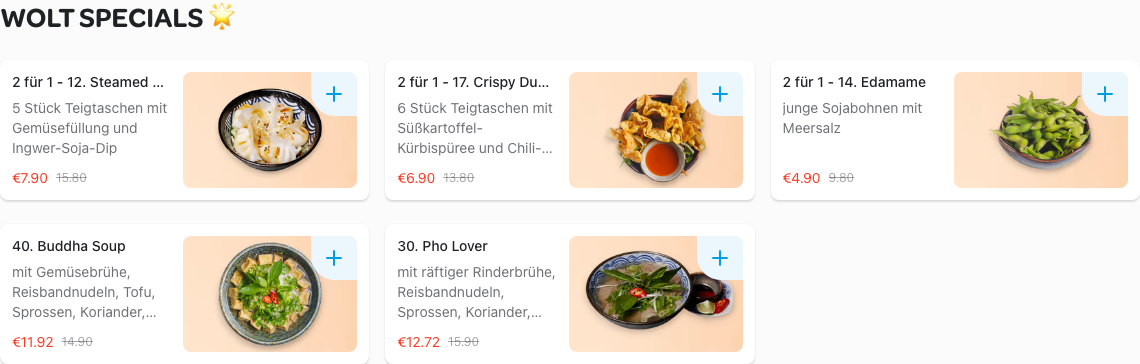 WOLT SPECIALS 🌟
2 für 1 - 12. Steamed ...
5 Stück Teigtaschen mit
Gemüsefüllung und
Ingwer-Soja-Dip
€7.90 15.80
2 für 1 - 17. Crispy Du...
6 Stück Teigtaschen mit
Süßkartoffel-
Kürbispüree und Chili-...
€6.90 13.80
2 für 1 - 14. Edamame
junge Sojabohnen mit
Meersalz
€4.90 9.80
40. Buddha Soup
mit Gemüsebrühe,
Reisbandnudeln, Tofu,
Sprossen, Koriander,...
€11.92 14.90
30. Pho Lover
mit räftiger Rinderbrühe,
Reisbandnudeln,
Sprossen, Koriander,...
€12.72 15.90